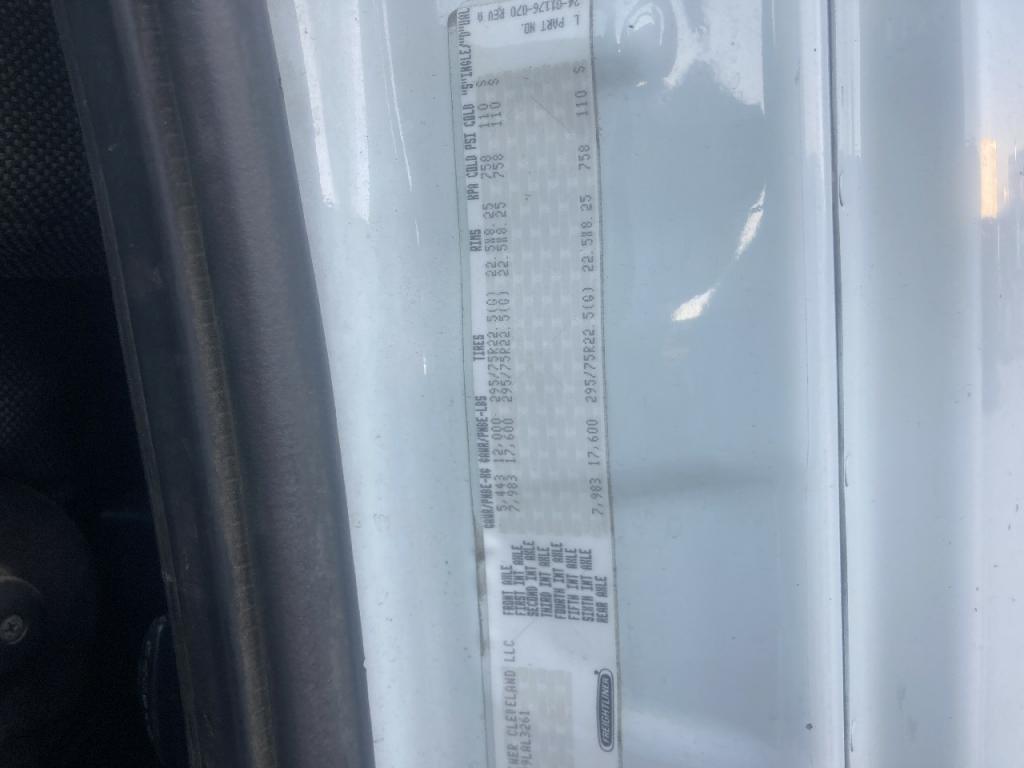 NER CLEVELAND LLC
9LAL3261
FREIGHTLINER
GAWR/PNBE-KG GAWR/PNBE-LBS TIRES RIMS KPA COLD PSI COLD "S"INGLE/"D"UAL
FRONT AXLE 5,443 12,000 295/75R22.5(G) 22.5X8.25 758 110 S
FIRST INT AXLE 7,983 17,600 295/75R22.5(G) 22.5X8.25 758 110 S
SECOND INT AXLE
THIRD INT AXLE
FOURTH INT AXLE
FIFTH INT AXLE
SIXTH INT AXLE
REAR AXLE 7,983 17,600 295/75R22.5(G) 22.5X8.25 758 110 S
L PART NO.
24-01176-070 REV A